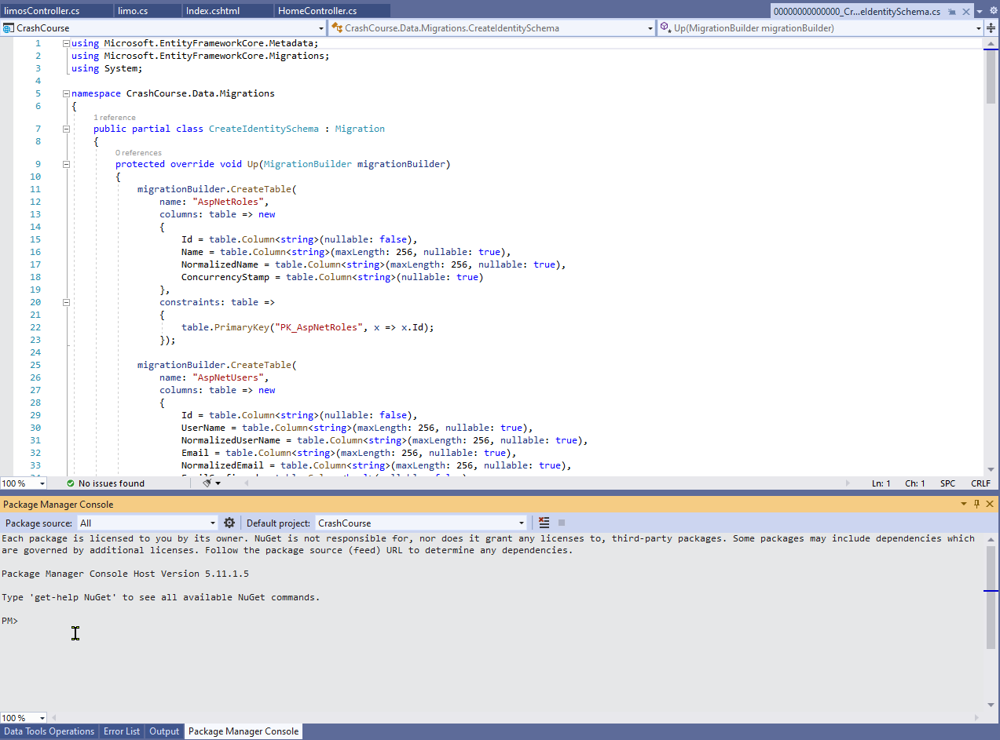 limosController.cs limo.cs Index.cshtml HomeController.cs 00000000000000_Cr...eIdentitySchema.cs
CrashCourse CrashCourse.Data.Migrations.CreateIdentitySchema Up(MigrationBuilder migrationBuilder)
1 using Microsoft.EntityFrameworkCore.Metadata;
2 using Microsoft.EntityFrameworkCore.Migrations;
3 using System;
4
5 namespace CrashCourse.Data.Migrations
6 {
1 reference
7 public partial class CreateIdentitySchema : Migration
8 {
0 references
9 protected override void Up(MigrationBuilder migrationBuilder)
10 {
11 migrationBuilder.CreateTable(
12 name: "AspNetRoles",
13 columns: table => new
14 {
15 Id = table.Column<string>(nullable: false),
16 Name = table.Column<string>(maxLength: 256, nullable: true),
17 NormalizedName = table.Column<string>(maxLength: 256, nullable: true),
18 ConcurrencyStamp = table.Column<string>(nullable: true)
19 },
20 constraints: table =>
21 {
22 table.PrimaryKey("PK_AspNetRoles", x => x.Id);
23 });
24
25 migrationBuilder.CreateTable(
26 name: "AspNetUsers",
27 columns: table => new
28 {
29 Id = table.Column<string>(nullable: false),
30 UserName = table.Column<string>(maxLength: 256, nullable: true),
31 NormalizedUserName = table.Column<string>(maxLength: 256, nullable: true),
32 Email = table.Column<string>(maxLength: 256, nullable: true),
33 NormalizedEmail = table.Column<string>(maxLength: 256, nullable: true),
100 % No issues found Ln: 1 Ch: 1 SPC CRLF
Package Manager Console
Package source: All Default project: CrashCourse
Each package is licensed to you by its owner. NuGet is not responsible for, nor does it grant any licenses to, third-party packages. Some packages may include dependencies which
are governed by additional licenses. Follow the package source (feed) URL to determine any dependencies.
Package Manager Console Host Version 5.11.1.5
Type 'get-help NuGet' to see all available NuGet commands.
PM>
100 %
Data Tools Operations Error List Output Package Manager Console